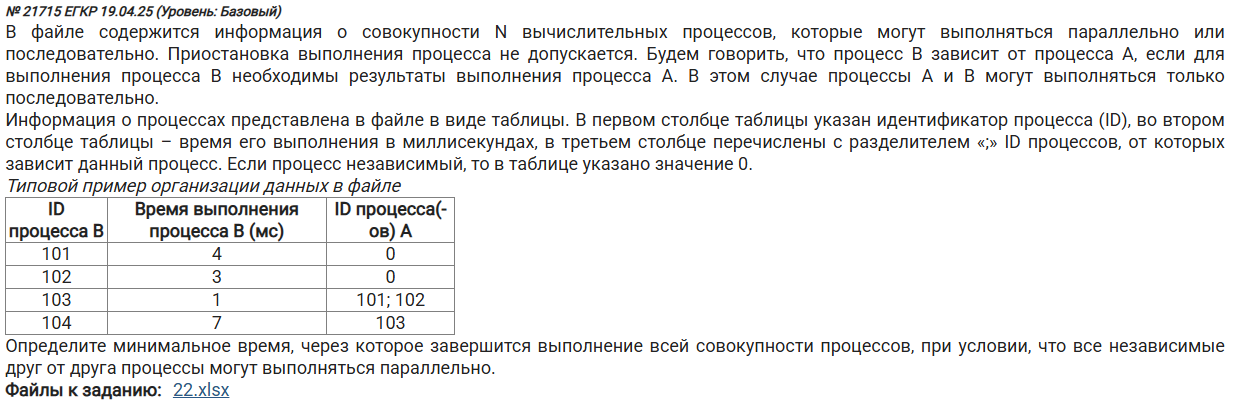 № 21715 ЕГКР 19.04.25 (Уровень: Базовый)
В файле содержится информация о совокупности N вычислительных процессов, которые могут выполняться параллельно или
последовательно. Приостановка выполнения процесса не допускается. Будем говорить, что процесс B зависит от процесса A, если для
выполнения процесса B необходимы результаты выполнения процесса A. В этом случае процессы A и B могут выполняться только
последовательно.
Информация о процессах представлена в файле в виде таблицы. В первом столбце таблицы указан идентификатор процесса (ID), во втором
столбце таблицы – время его выполнения в миллисекундах, в третьем столбце перечислены с разделителем «;» ID процессов, от которых
зависит данный процесс. Если процесс независимый, то в таблице указано значение 0.
Типовой пример организации данных в файле
ID процесса B | Время выполнения процесса B (мс) | ID процесса(-ов) A
101 4 0
102 3 0
103 1 101; 102
104 7 103
Определите минимальное время, через которое завершится выполнение всей совокупности процессов, при условии, что все независимые
друг от друга процессы могут выполняться параллельно.
Файлы к заданию: 22.xlsx